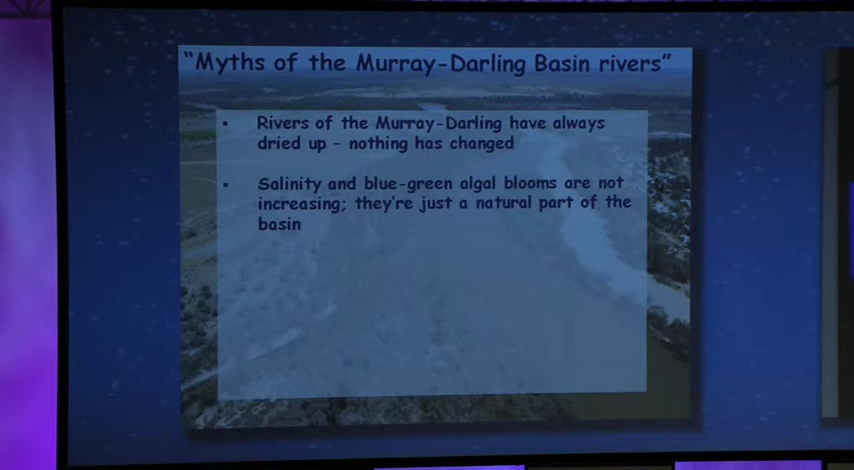 “Myths of the Murray-Darling Basin rivers”
▪ Rivers of the Murray-Darling have always
dried up - nothing has changed
▪ Salinity and blue-green algal blooms are not
increasing; they’re just a natural part of the
basin